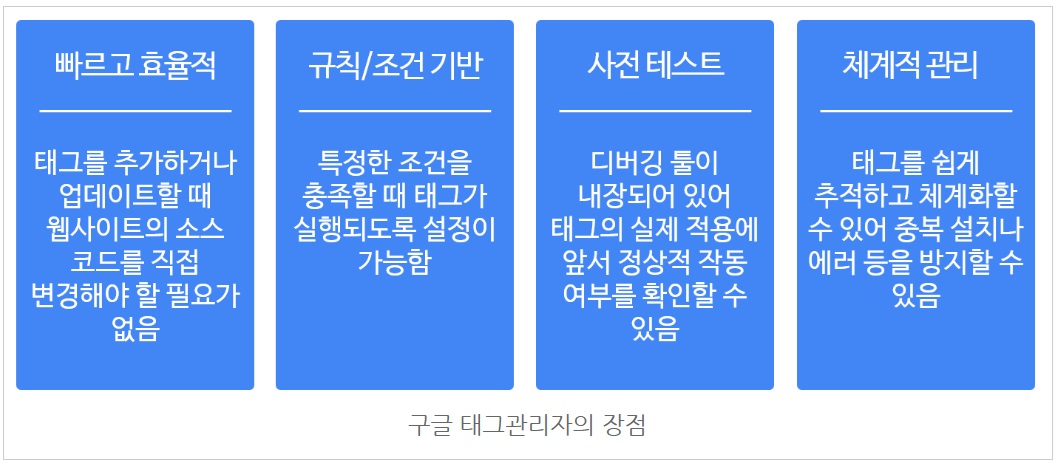 빠르고 효율적
태그를 추가하거나
업데이트할 때
웹사이트의 소스
코드를 직접
변경해야 할 필요가
없음
규칙/조건 기반
특정한 조건을
충족할 때 태그가
실행되도록 설정이
가능함
사전 테스트
디버깅 툴이
내장되어 있어
태그의 실제 적용에
앞서 정상적 작동
여부를 확인할 수
있음
체계적 관리
태그를 쉽게
추적하고 체계화할
수 있어 중복 설치나
에러 등을 방지할 수
있음
구글 태그관리자의 장점